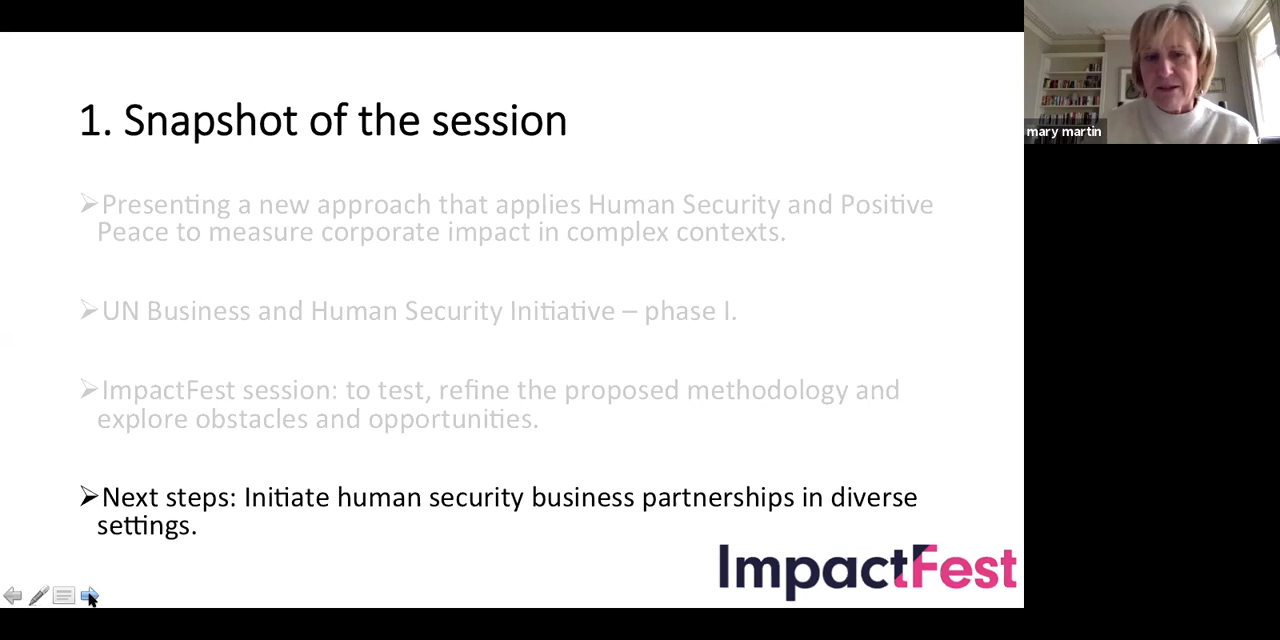 1. Snapshot of the session
➢Presenting a new approach that applies Human Security and Positive
Peace to measure corporate impact in complex contexts.
➢UN Business and Human Security Initiative – phase I.
➢ImpactFest session: to test, refine the proposed methodology and
explore obstacles and opportunities.
➢Next steps: Initiate human security business partnerships in diverse
settings.
ImpactFest
mary martin